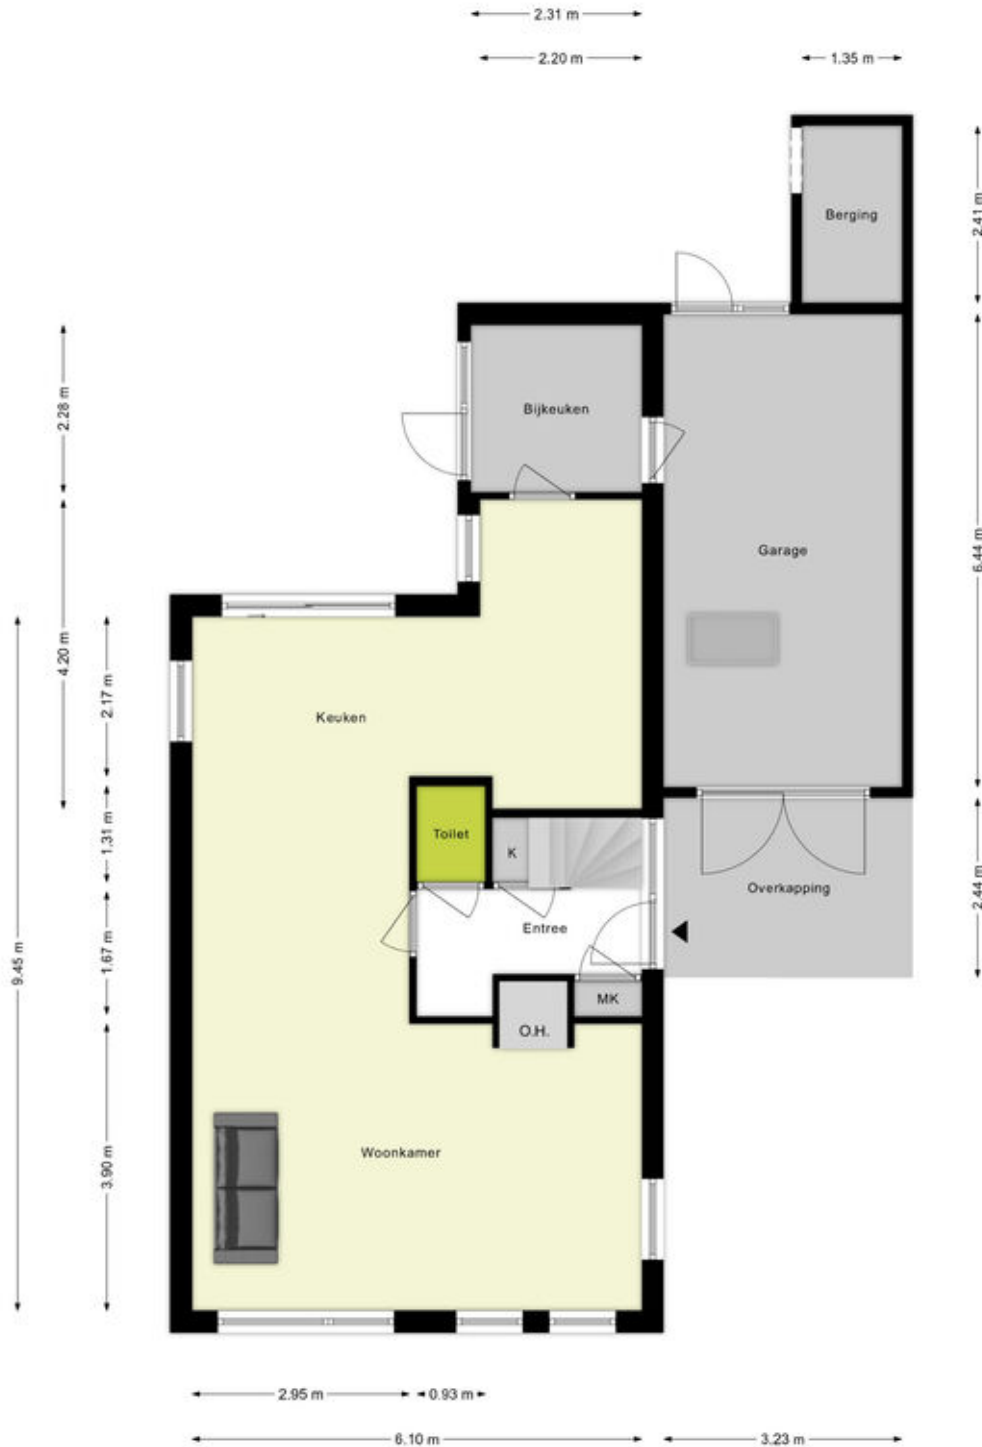 2.31 m
2.20 m
1.35 m
2.41 m
Berging
2.28 m
Bijkeuken
Garage
6.44 m
4.20 m
2.17 m
Keuken
1.31 m
Toilet
K
Overkapping
2.44 m
Entree
1.67 m
9.45 m
MK
O.H.
Woonkamer
3.90 m
2.95 m
0.93 m
6.10 m
3.23 m